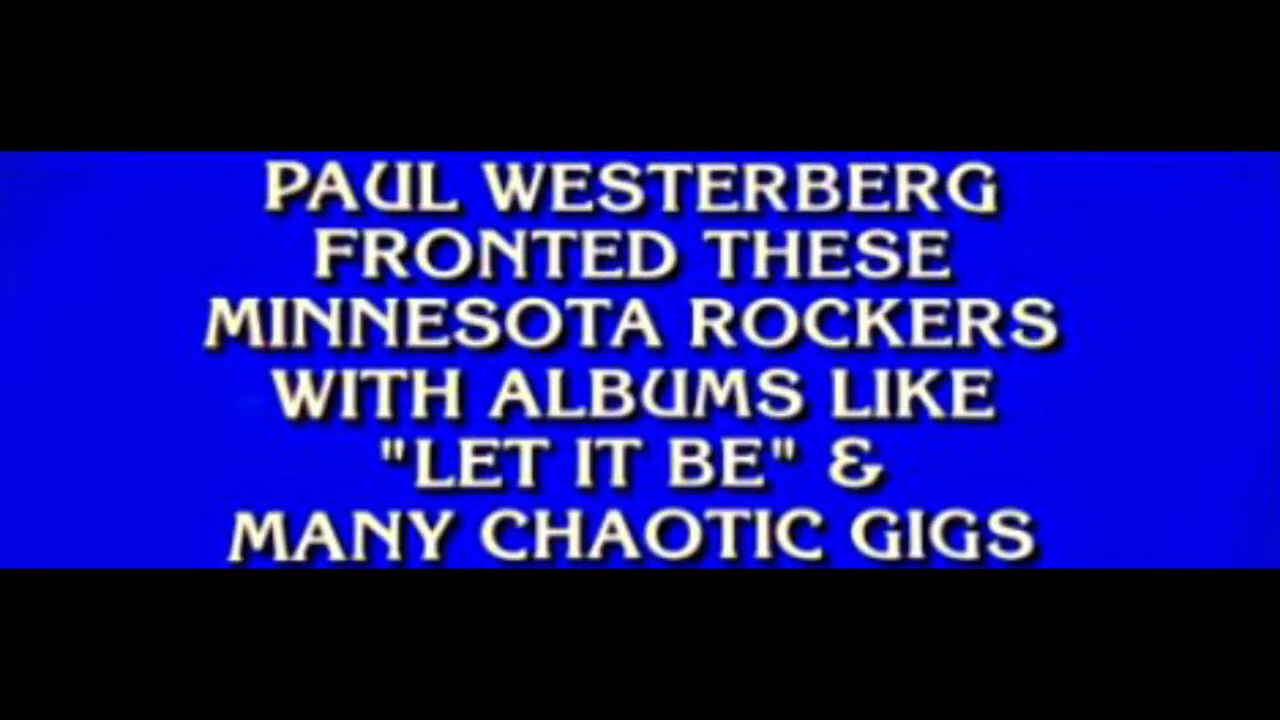 PAUL WESTERBERG
FRONTED THESE
MINNESOTA ROCKERS
WITH ALBUMS LIKE
"LET IT BE" &
MANY CHAOTIC GIGS